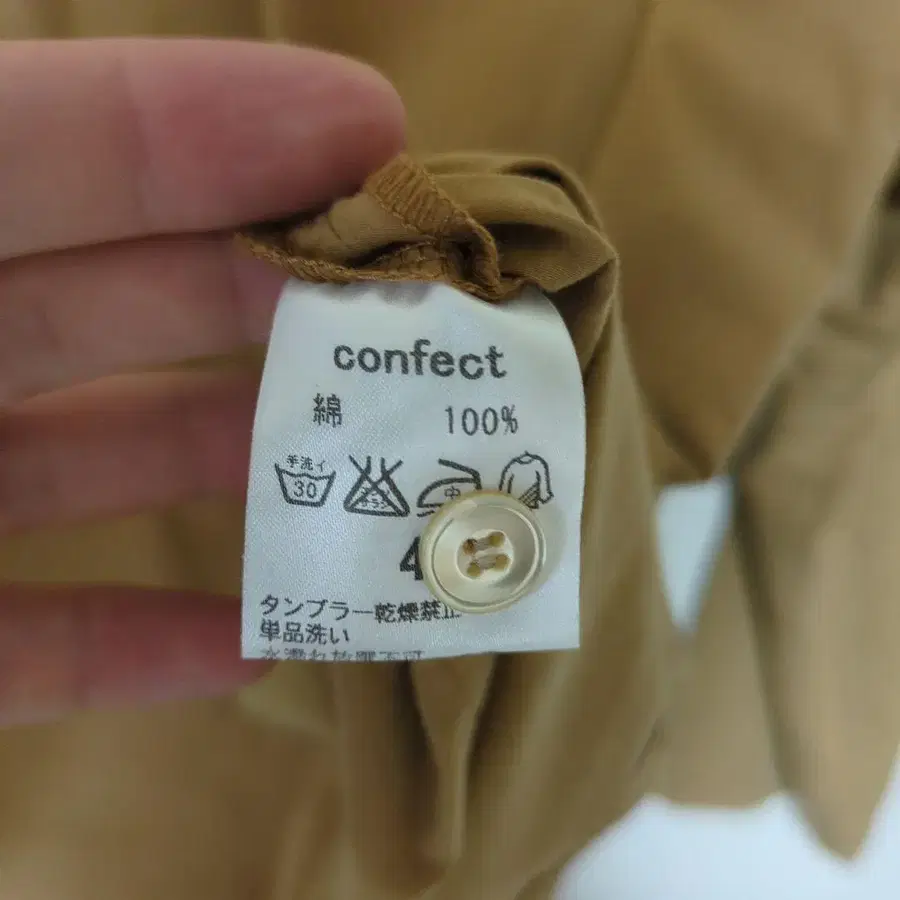 confect
綿 100%
手洗イ
30
中
4
タンブラー乾燥禁止
単品洗い